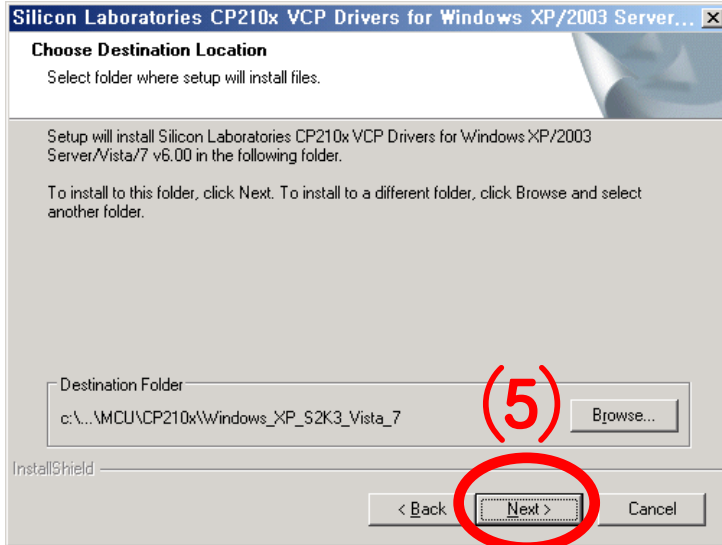 Silicon Laboratories CP210x VCP Drivers for Windows XP/2003 Server...
Choose Destination Location
Select folder where setup will install files.
Setup will install Silicon Laboratories CP210x VCP Drivers for Windows XP/2003
Server/Vista/7 v6.00 in the following folder.
To install to this folder, click Next. To install to a different folder, click Browse and select
another folder.
Destination Folder
(5)
c:\...\MCU\CP210x\Windows_XP_S2K3_Vista_7
Browse...
InstallShield
< Back
Next >
Cancel